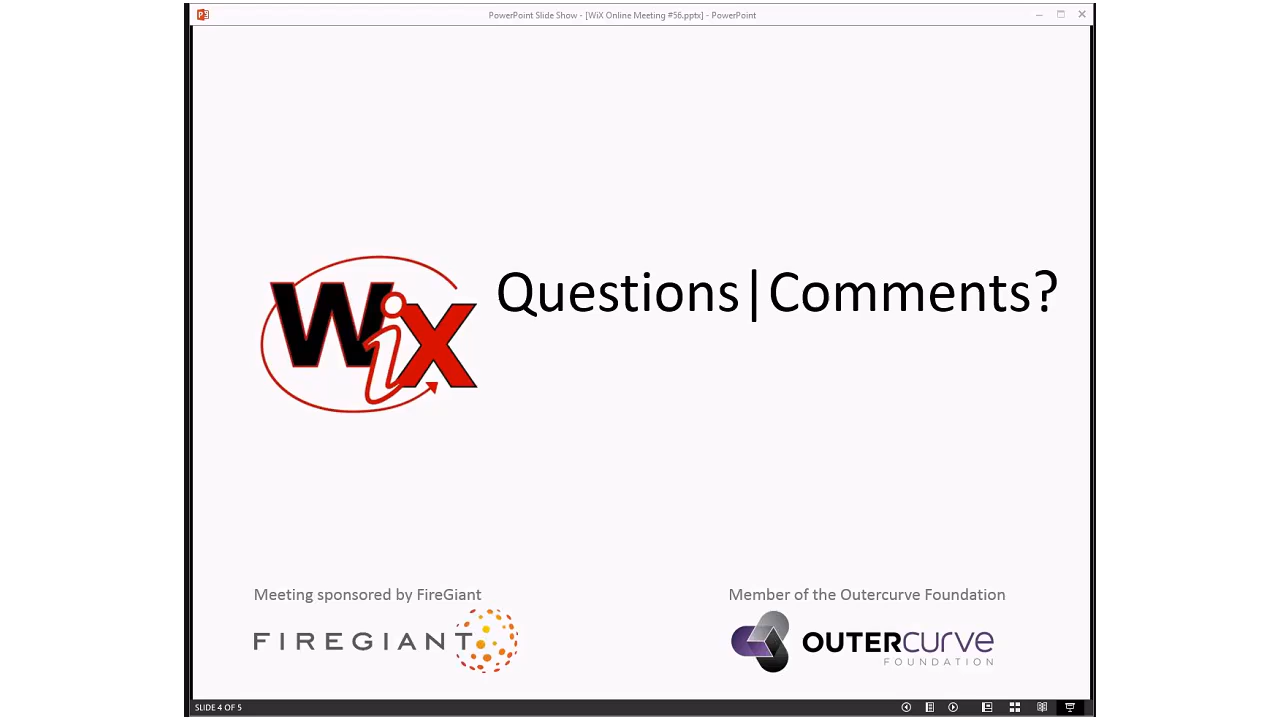 PowerPoint Slide Show - [WiX Online Meeting #56.pptx] - PowerPoint
WiX
Questions|Comments?
Meeting sponsored by FireGiant
FIREGIANT
Member of the Outercurve Foundation
OUTERCURVE
FOUNDATION
SLIDE 4 OF 5